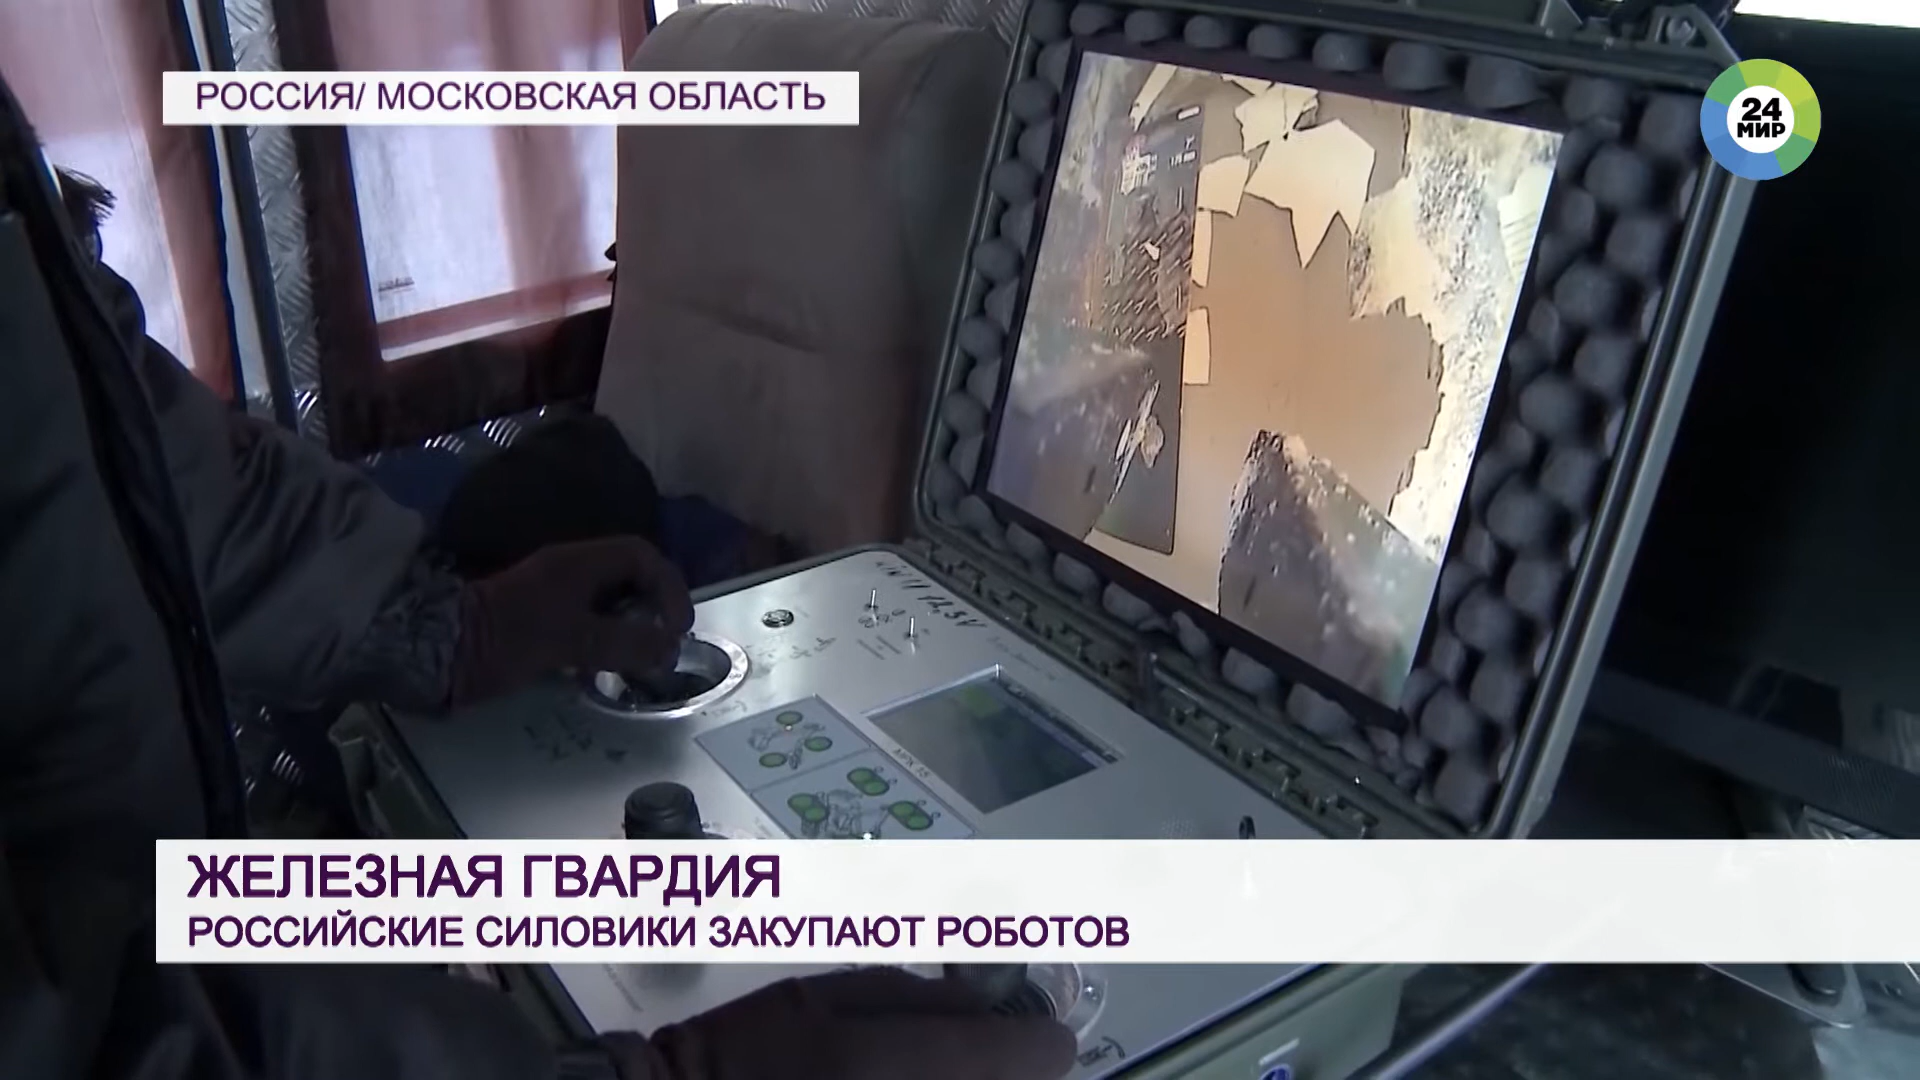 РОССИЯ/ МОСКОВСКАЯ ОБЛАСТЬ
24
МИР
ЖЕЛЕЗНАЯ ГВАРДИЯ
РОССИЙСКИЕ СИЛОВИКИ ЗАКУПАЮТ РОБОТОВ